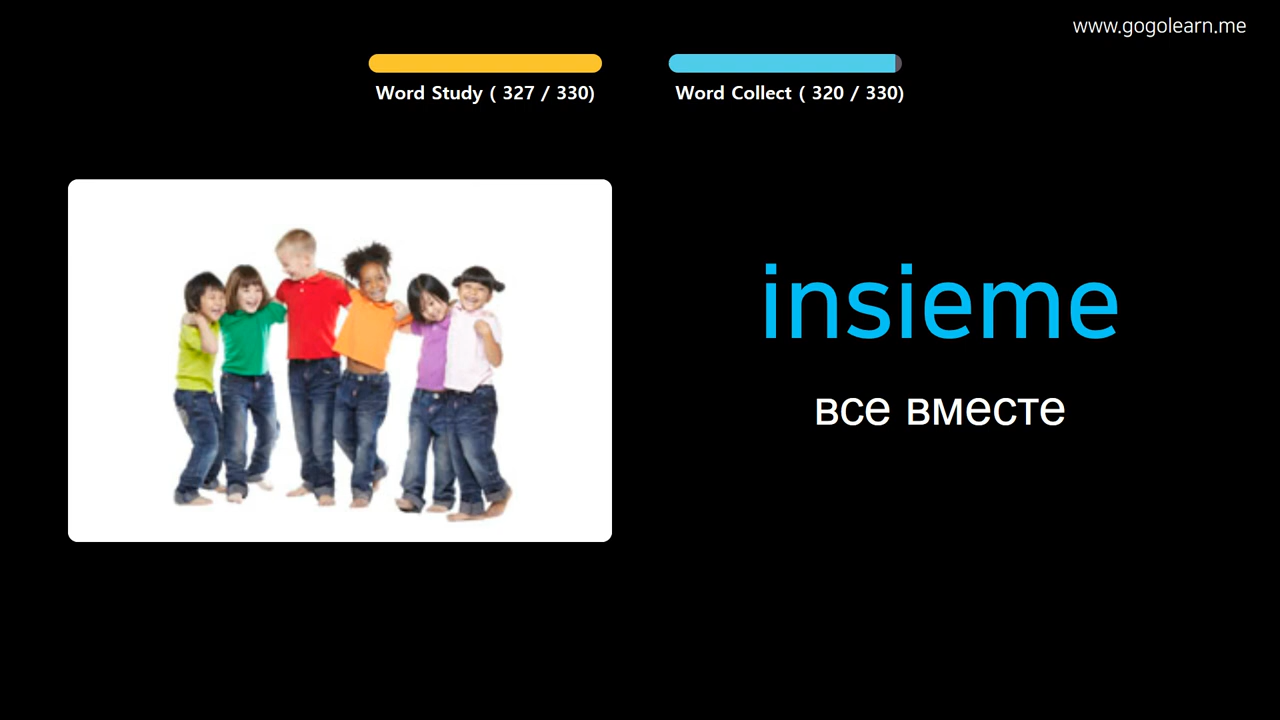 www.gogolearn.me
Word Study ( 327 / 330)
Word Collect ( 320 / 330)
insieme
все вместе